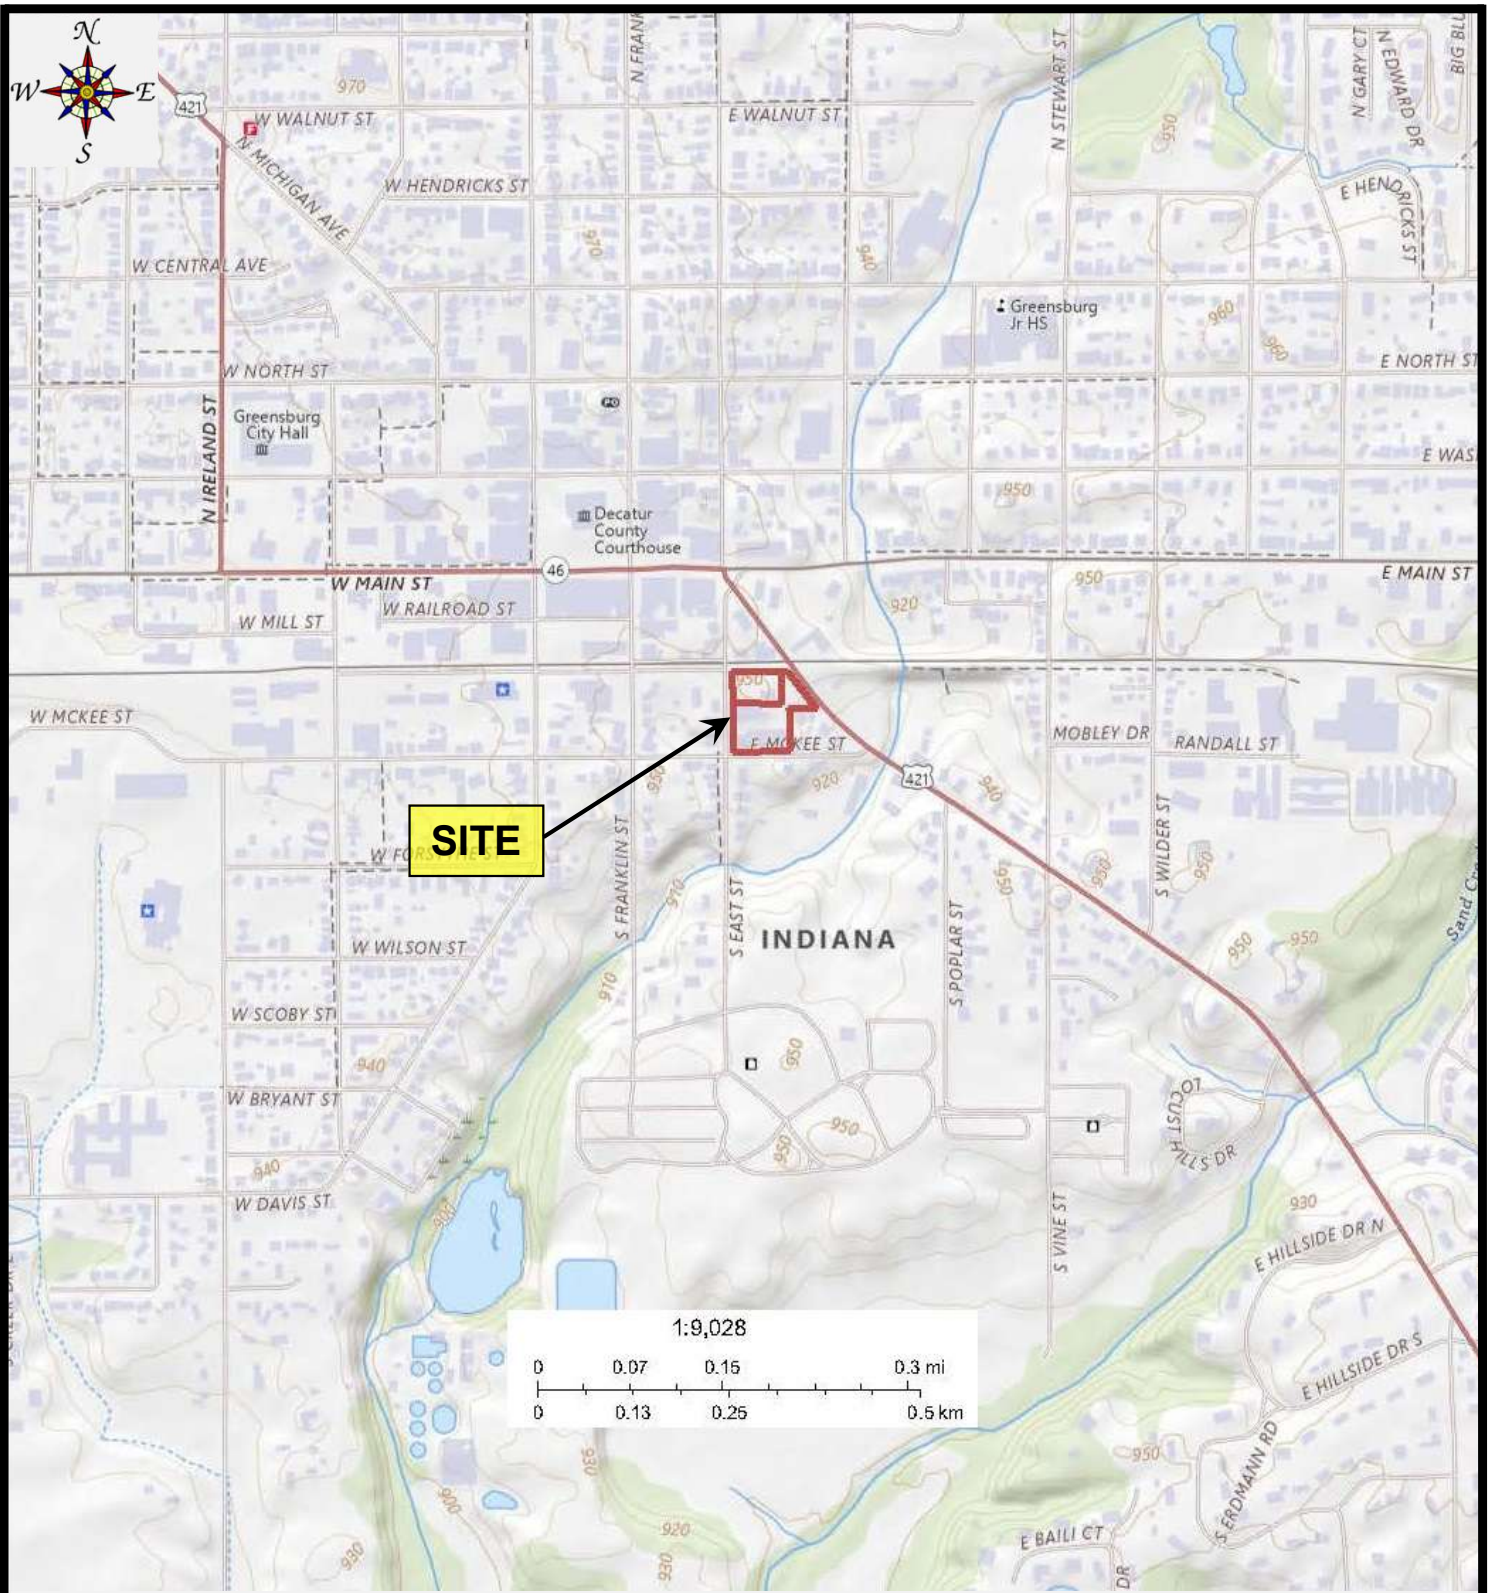 N
W
E
S
421
970
W WALNUT ST
N MICHIGAN AVE
W HENDRICKS ST
W CENTRAL AVE
970
E WALNUT ST
940
N STEWART ST
950
N GARY CT
N EDWARD DR
E HENDRICKS ST
Greensburg
Jr HS
960
960
W NORTH ST
E NORTH ST
Greensburg
City Hall
PO
N IRELAND ST
950
Decatur
County
Courthouse
W MAIN ST
46
950
E MAIN ST
W RAILROAD ST
W MILL ST
920
950
W MCKEE ST
E MCKEE ST
MOBLEY DR
RANDALL ST
950
920
421
940
SITE
S FRANKLIN ST
S WILDER ST
950
950
950
910
S EAST ST
INDIANA
S POPLAR ST
W WILSON ST
950
950
910
W SCOBY ST
940
950
W BRYANT ST
LOCUST HILLS DR
950
950
940
W DAVIS ST
900
S VINE ST
930
E HILLSIDE DR N
1:9,028
0 0.07 0.15 0.3 mi
0 0.13 0.25 0.5 km
E HILLSIDE DR S
S ERDMANN RD
950
930
900
920
930
930
E BAILI CT
DR